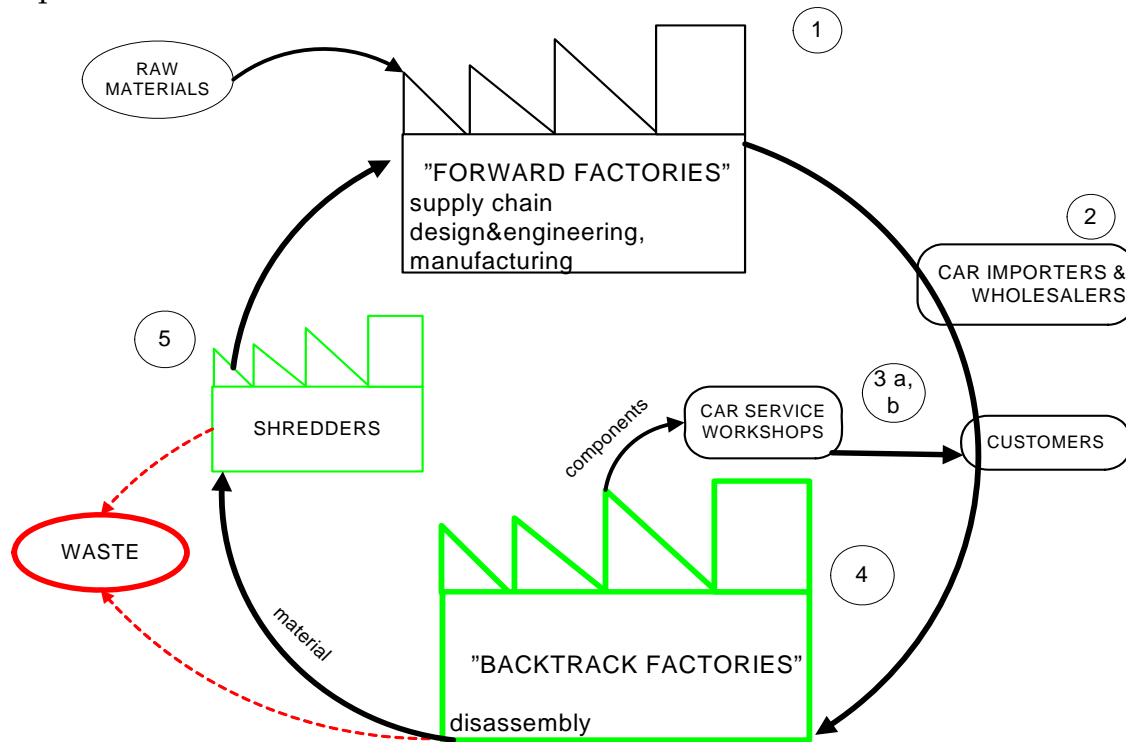 1
RAW
MATERIALS
"FORWARD FACTORIES"
supply chain
design&engineering,
manufacturing
2
CAR IMPORTERS &
WHOLESALERS
5
SHREDDERS
3 a,
b
components
CAR SERVICE
WORKSHOPS
CUSTOMERS
WASTE
4
material
"BACKTRACK FACTORIES"
disassembly